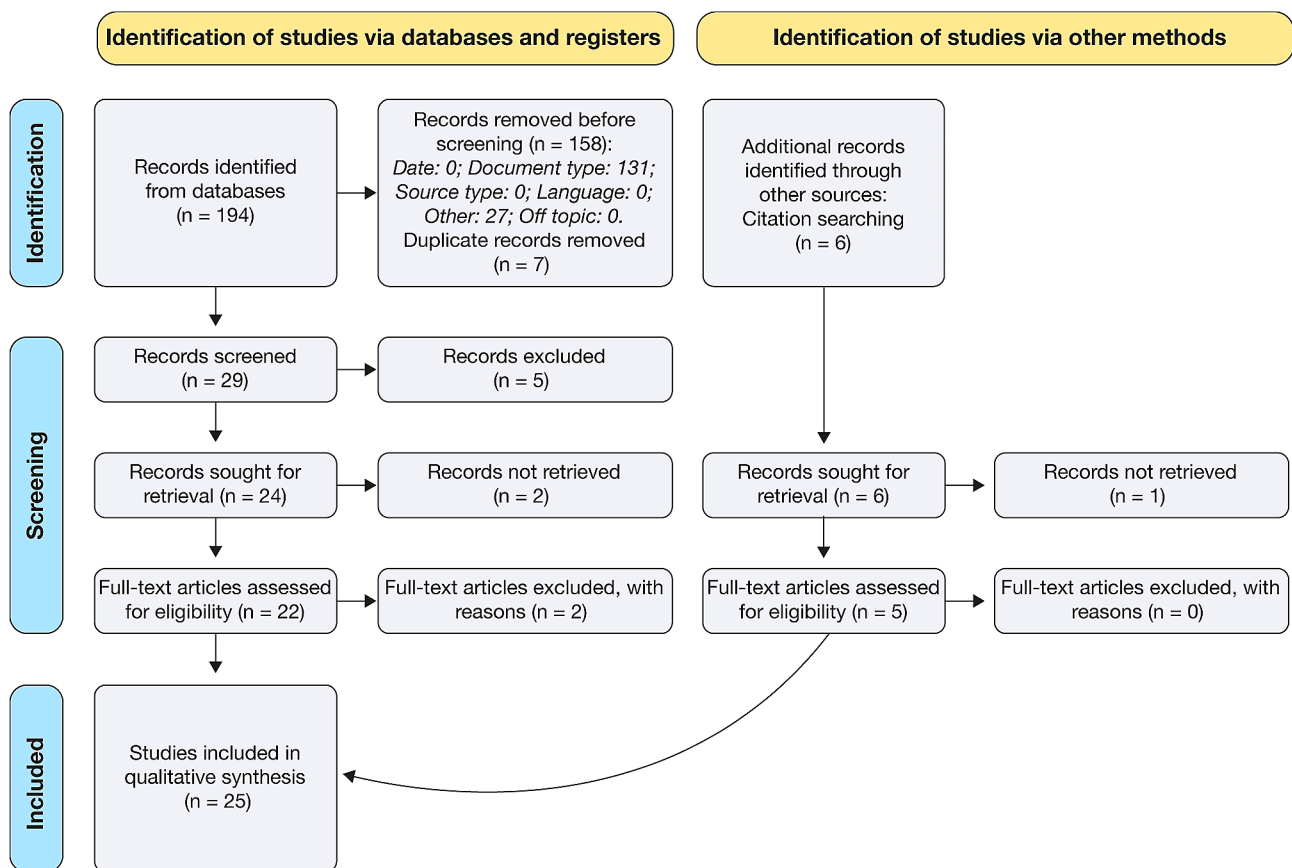 Identification of studies via databases and registers
Identification of studies via other methods
Identification
Records identified
from databases
(n = 194)
Records removed before
screening (n = 158):
Date: 0; Document type: 131;
Source type: 0; Language: 0;
Other: 27; Off topic: 0.
Duplicate records removed
(n = 7)
Additional records
identified through
other sources:
Citation searching
(n = 6)
Screening
Records screened
(n = 29)
Records excluded
(n = 5)
Records sought for
retrieval (n = 24)
Records not retrieved
(n = 2)
Records sought for
retrieval (n = 6)
Records not retrieved
(n = 1)
Full-text articles assessed
for eligibility (n = 22)
Full-text articles excluded, with
reasons (n = 2)
Full-text articles assessed
for eligibility (n = 5)
Full-text articles excluded, with
reasons (n = 0)
Included
Studies included in
qualitative synthesis
(n = 25)